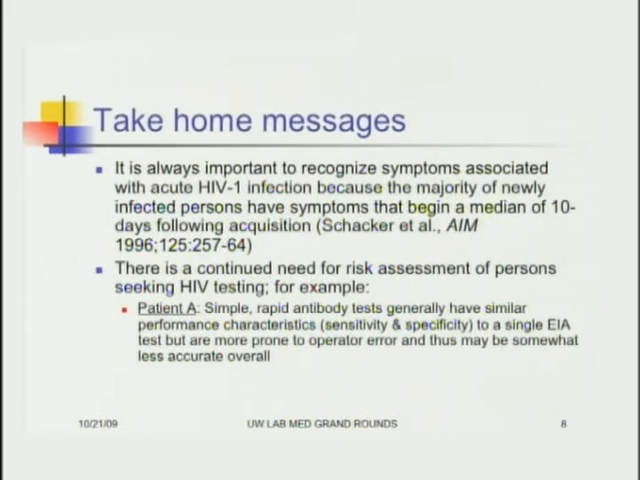 Take home messages
It is always important to recognize symptoms associated
with acute HIV-1 infection because the majority of newly
infected persons have symptoms that begin a median of 10-
days following acquisition (Schacker et al., AIM
1996;125:257-64)
There is a continued need for risk assessment of persons
seeking HIV testing; for example:
Patient A: Simple, rapid antibody tests generally have similar
performance characteristics (sensitivity & specificity) to a single EIA
test but are more prone to operator error and thus may be somewhat
less accurate overall
10/21/09 UW LAB MED GRAND ROUNDS 8